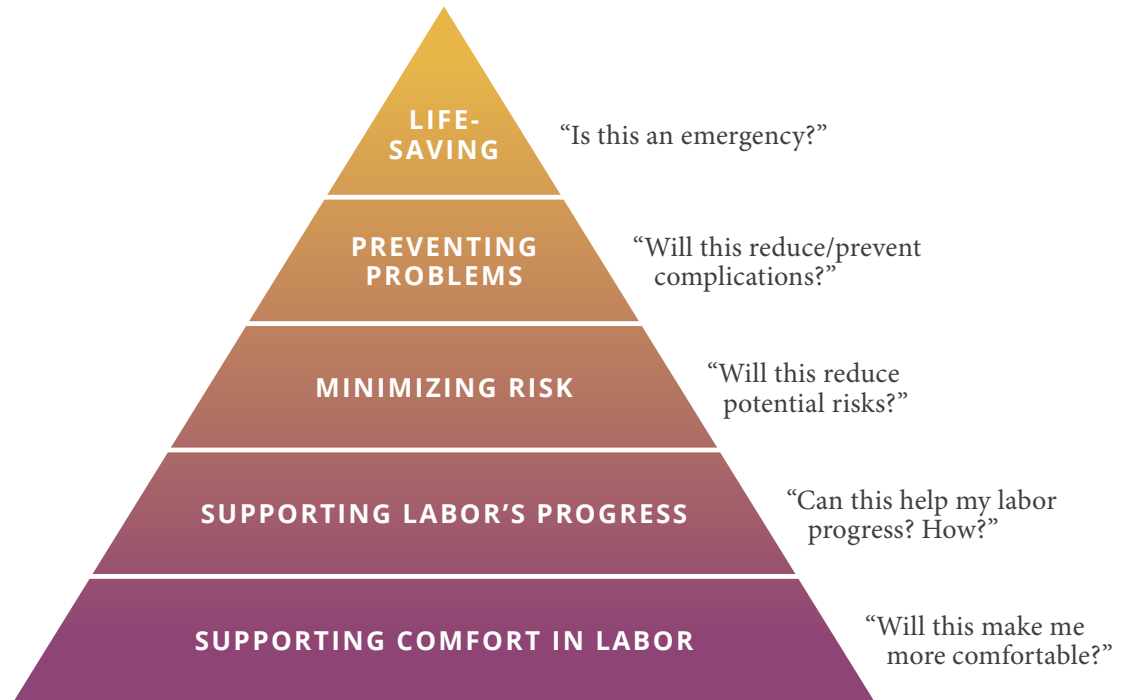 LIFE-
SAVING
“Is this an emergency?”
PREVENTING
PROBLEMS
“Will this reduce/prevent
complications?”
MINIMIZING RISK
“Will this reduce
potential risks?”
SUPPORTING LABOR’S PROGRESS
“Can this help my labor
progress? How?”
SUPPORTING COMFORT IN LABOR
“Will this make me
more comfortable?”